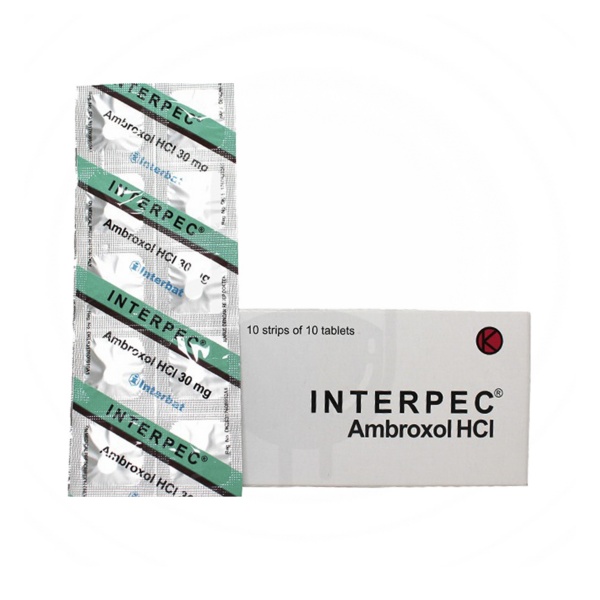 INTERPEC®
Ambroxol HCl 30 mg
Interbat
INTERPEC®
Ambroxol HCl 30
Interbat
INTERPEC®
Ambroxol HCl 30 mg
Interbat
INTERPEC®
Ambroxol HCl 30
10 strips of 10 tablets
K
INTERPEC®
Ambroxol HCl